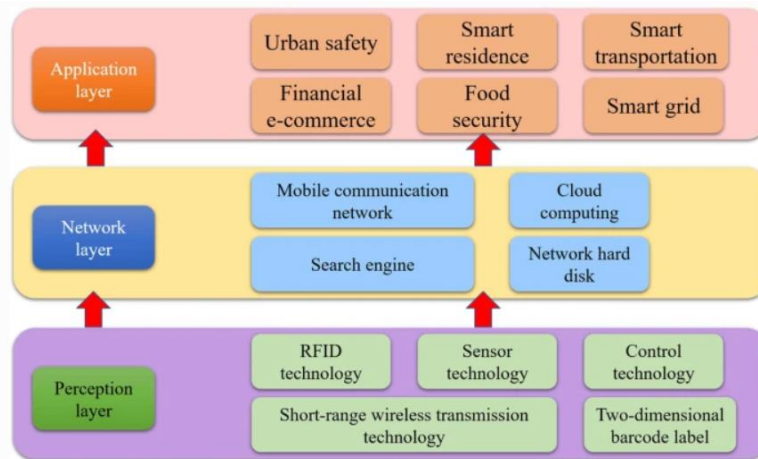 Application
layer
Urban safety
Smart
residence
Smart
transportation
Financial
e-commerce
Food
security
Smart grid
Network
layer
Mobile communication
network
Cloud
computing
Search engine
Network hard
disk
Perception
layer
RFID
technology
Sensor
technology
Control
technology
Short-range wireless transmission
technology
Two-dimensional
barcode label